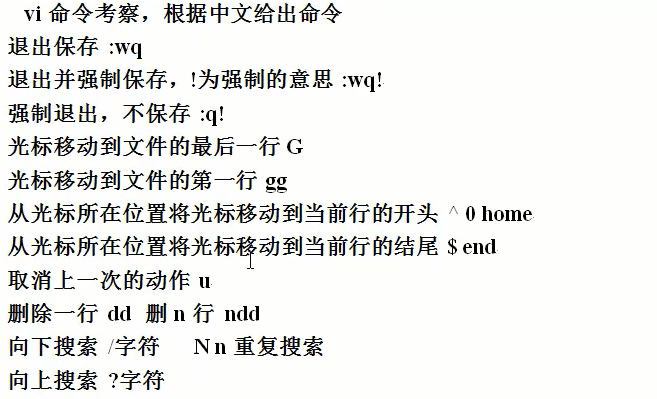 vi 命令考察，根据中文给出命令
退出保存 :wq
退出并强制保存，!为强制的意思 :wq!
强制退出，不保存 :q!
光标移动到文件的最后一行 G
光标移动到文件的第一行 gg
从光标所在位置将光标移动到当前行的开头 ^ 0 home
从光标所在位置将光标移动到当前行的结尾 $ end
取消上一次的动作 u
删除一行 dd 删 n 行 ndd
向下搜索 /字符 N n 重复搜索
向上搜索 ?字符